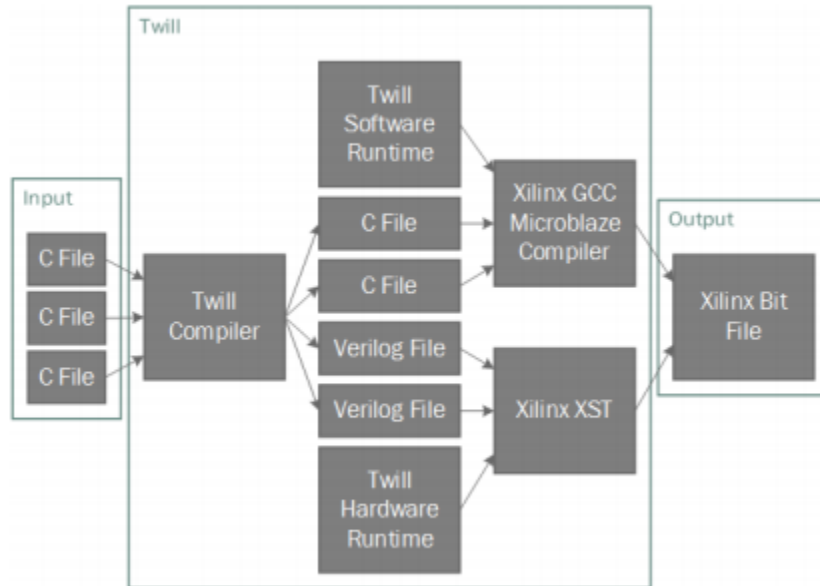 Twill
Input
C File
C File
C File
Twill
Compiler
Twill
Software
Runtime
C File
C File
Verilog File
Verilog File
Twill
Hardware
Runtime
Xilinx GCC
Microblaze
Compiler
Xilinx XST
Output
Xilinx Bit
File